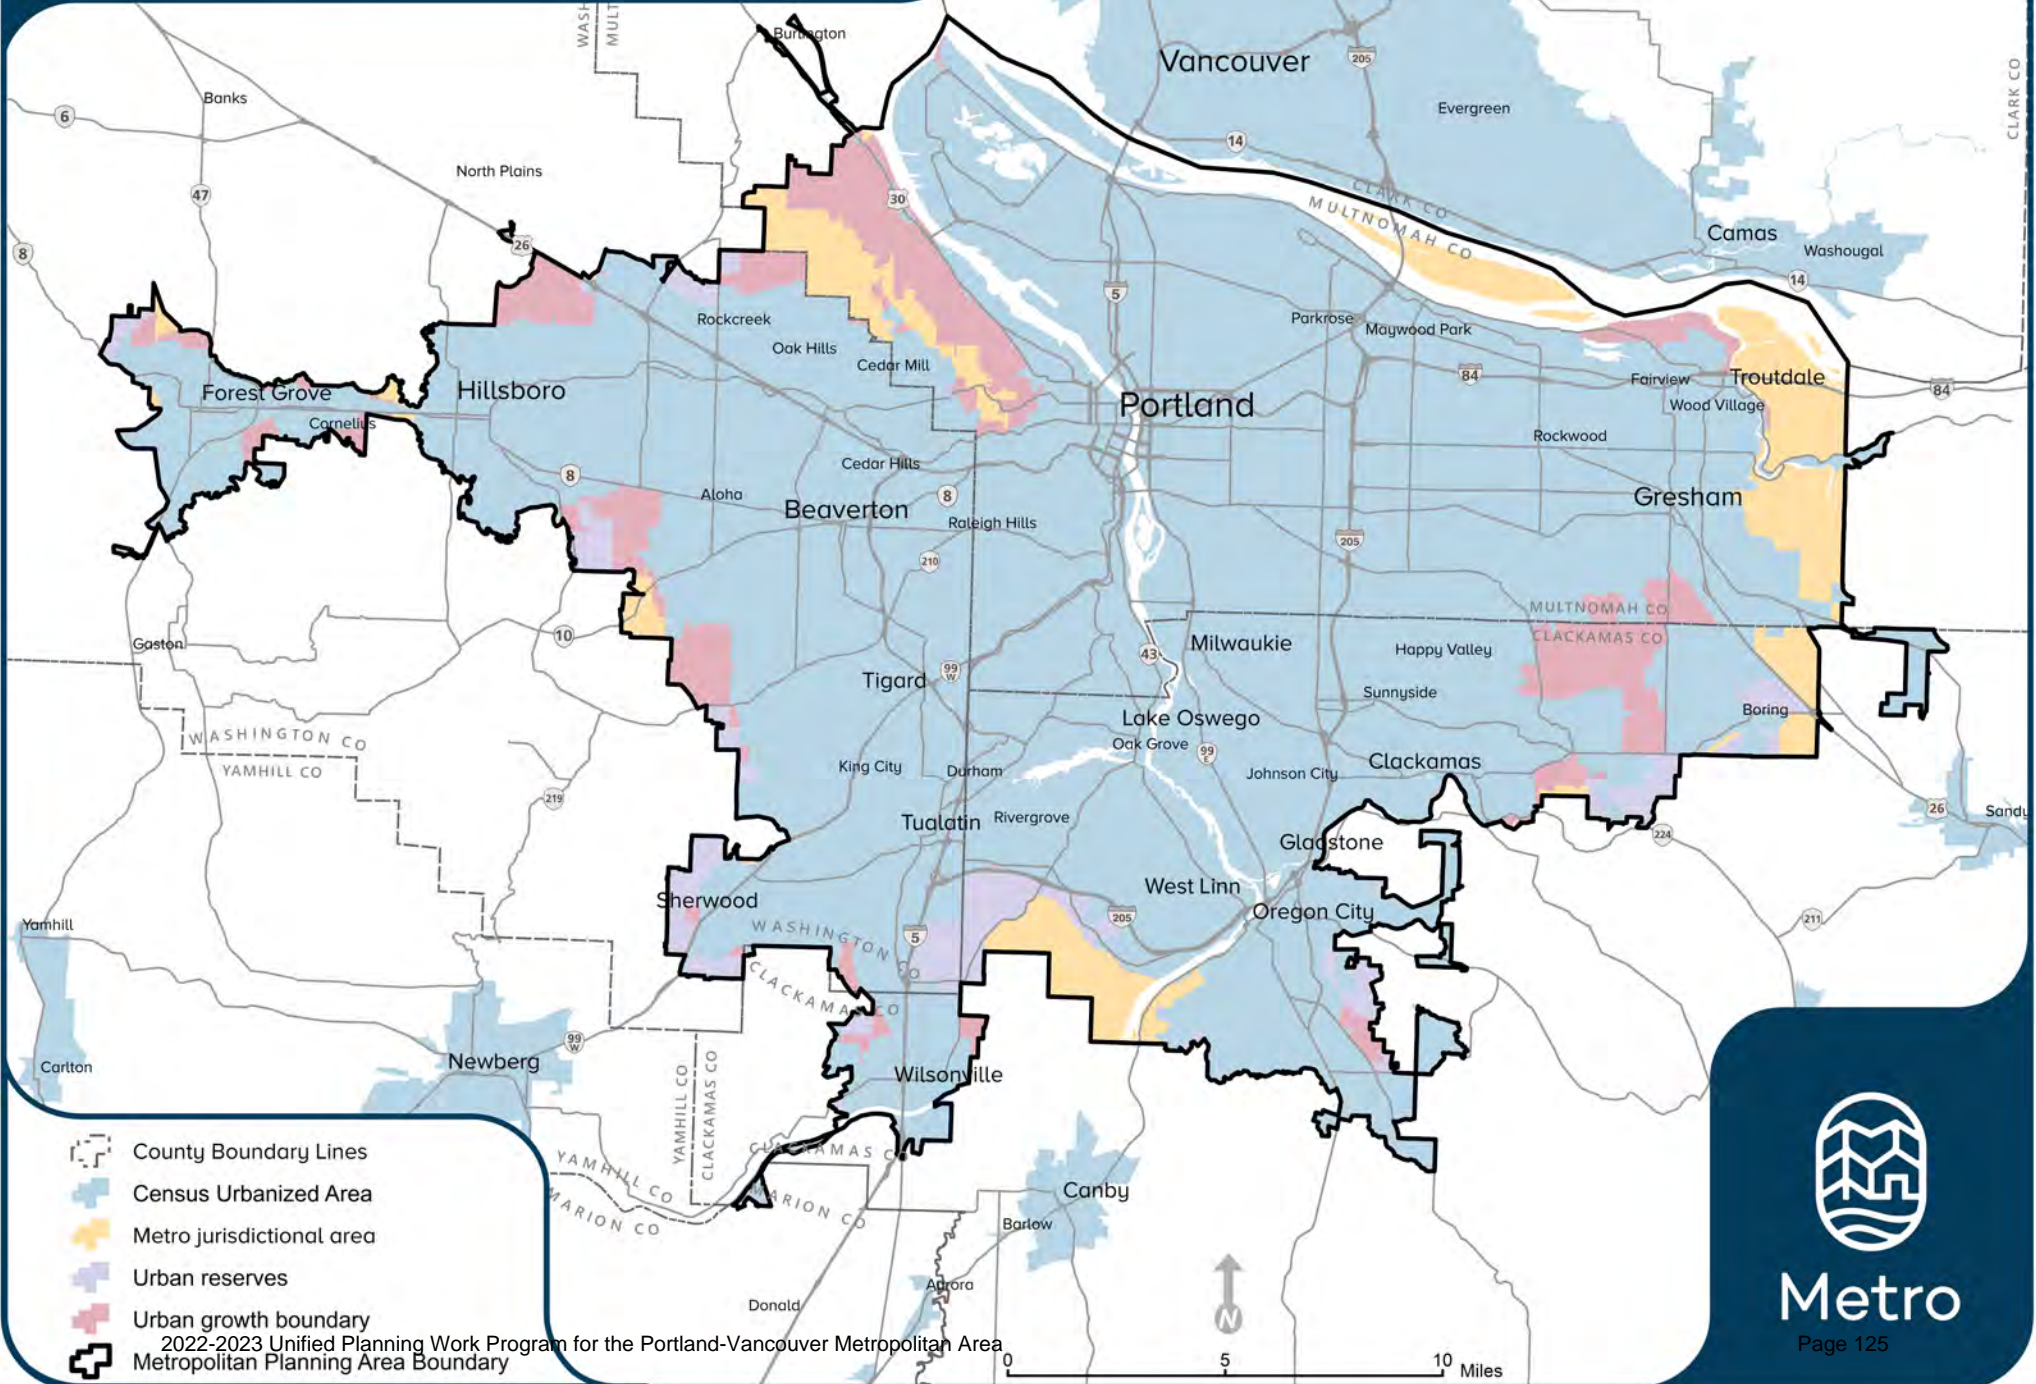 WASH
MULT
Burlington
Vancouver
205
Evergreen
CLARK CO
Banks
6
14
North Plains
47
30
CLARK CO
MULTNOMAH CO
26
8
Camas
Washougal
14
5
Rockcreek
Parkrose
Maywood Park
Oak Hills
Cedar Mill
84
Fairview
Troutdale
84
Forest Grove
Hillsboro
Portland
Wood Village
Cornelius
Rockwood
Cedar Hills
8
Aloha
8
Gresham
Beaverton
Raleigh Hills
205
210
MULTNOMAH CO
CLACKAMAS CO
10
Gaston
43
Milwaukie
Happy Valley
99
W
Tigard
Sunnyside
Boring
Lake Oswego
WASHINGTON CO
YAMHILL CO
Oak Grove
99
E
King City
Durham
Johnson City
Clackamas
219
26
Sandy
Tualatin
Rivergrove
Gladstone
224
West Linn
Sherwood
Oregon City
205
211
Yamhill
5
WASHINGTON CO
CLACKAMAS CO
99
W
Newberg
Carlton
Wilsonville
YAMHILL CO
CLACKAMAS CO
CLACKAMAS CO
YAMHILL CO
MARION CO
MARION CO
Canby
Barlow
Aurora
Donald
N
County Boundary Lines
Census Urbanized Area
Metro jurisdictional area
Urban reserves
Urban growth boundary
Metropolitan Planning Area Boundary
0 5 10 Miles
Metro
2022-2023 Unified Planning Work Program for the Portland-Vancouver Metropolitan Area
Page 125